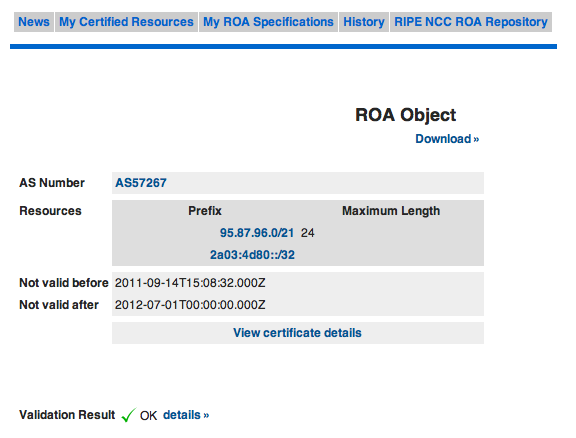 News My Certified Resources My ROA Specifications History RIPE NCC ROA Repository
ROA Object
Download »
AS Number AS57267
Resources Prefix Maximum Length
95.87.96.0/21 24
2a03:4d80::/32
Not valid before 2011-09-14T15:08:32.000Z
Not valid after 2012-07-01T00:00:00.000Z
View certificate details
Validation Result OK details »